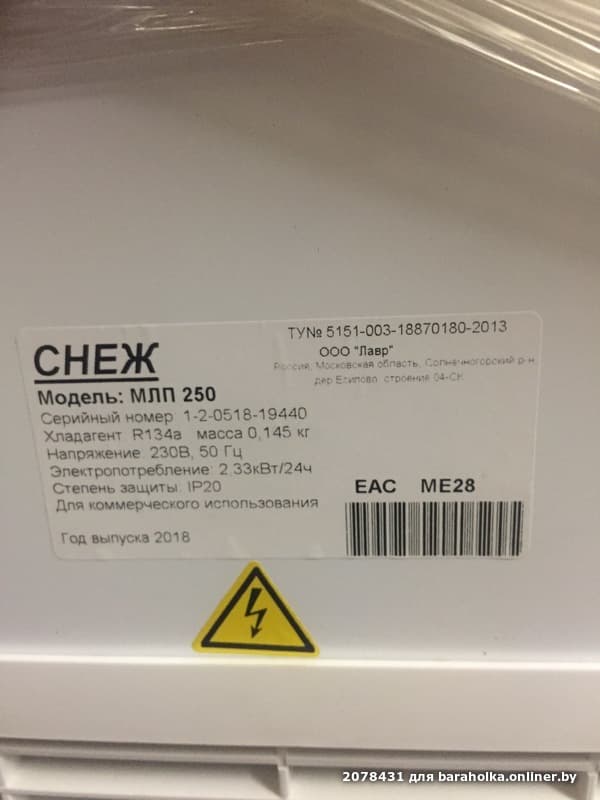 ТУ№ 5151-003-18870180-2013
ООО "Лавр"
Россия, Московская область, Солнечногорский р-н
дер Есипово, строение 04-СК
СНЕЖ
Модель: МЛП 250
Серийный номер 1-2-0518-19440
Хладагент R134a масса 0,145 кг
Напряжение 230В, 50 Гц
Электропотребление: 2.33кВт/24ч
Степень защиты: IP20
Для коммерческого использования
Год выпуска 2018
EAC ME28
2078431 для baraholka.onliner.by